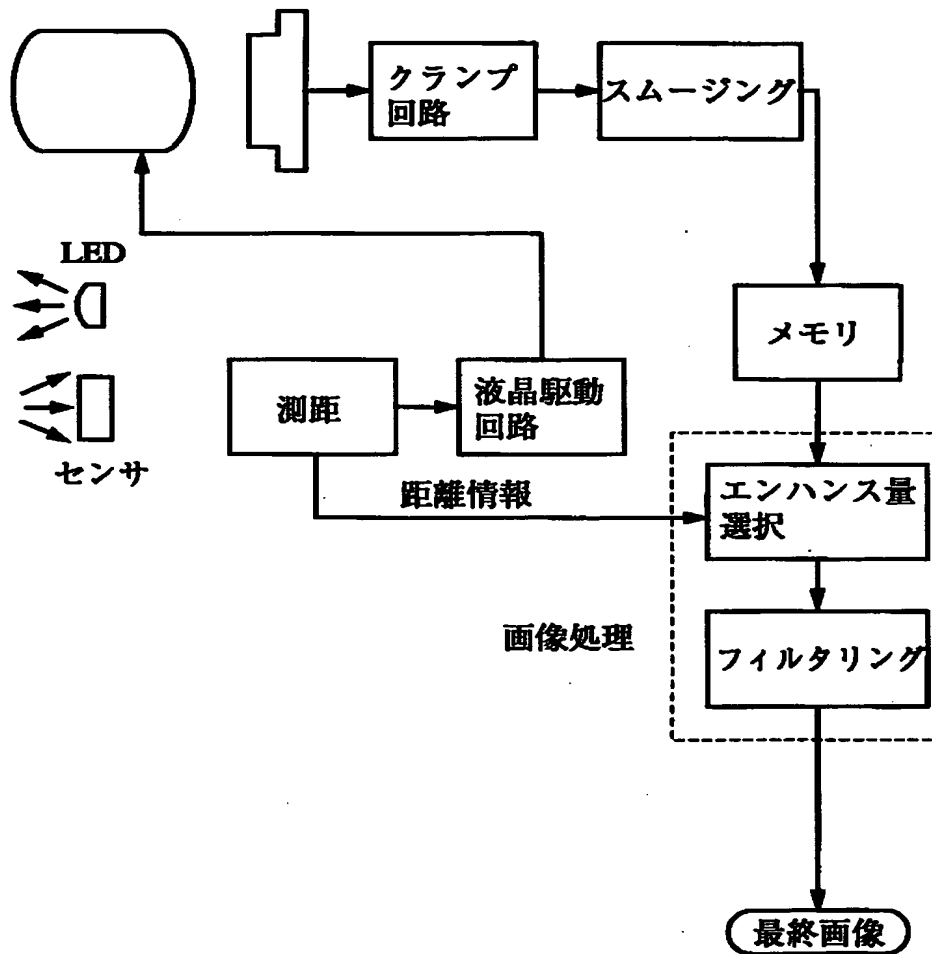 クランプ
回路
スムージング
LED
センサ
測距
液晶駆動
回路
メモリ
距離情報
エンハンス量
選択
画像処理
フィルタリング
最終画像